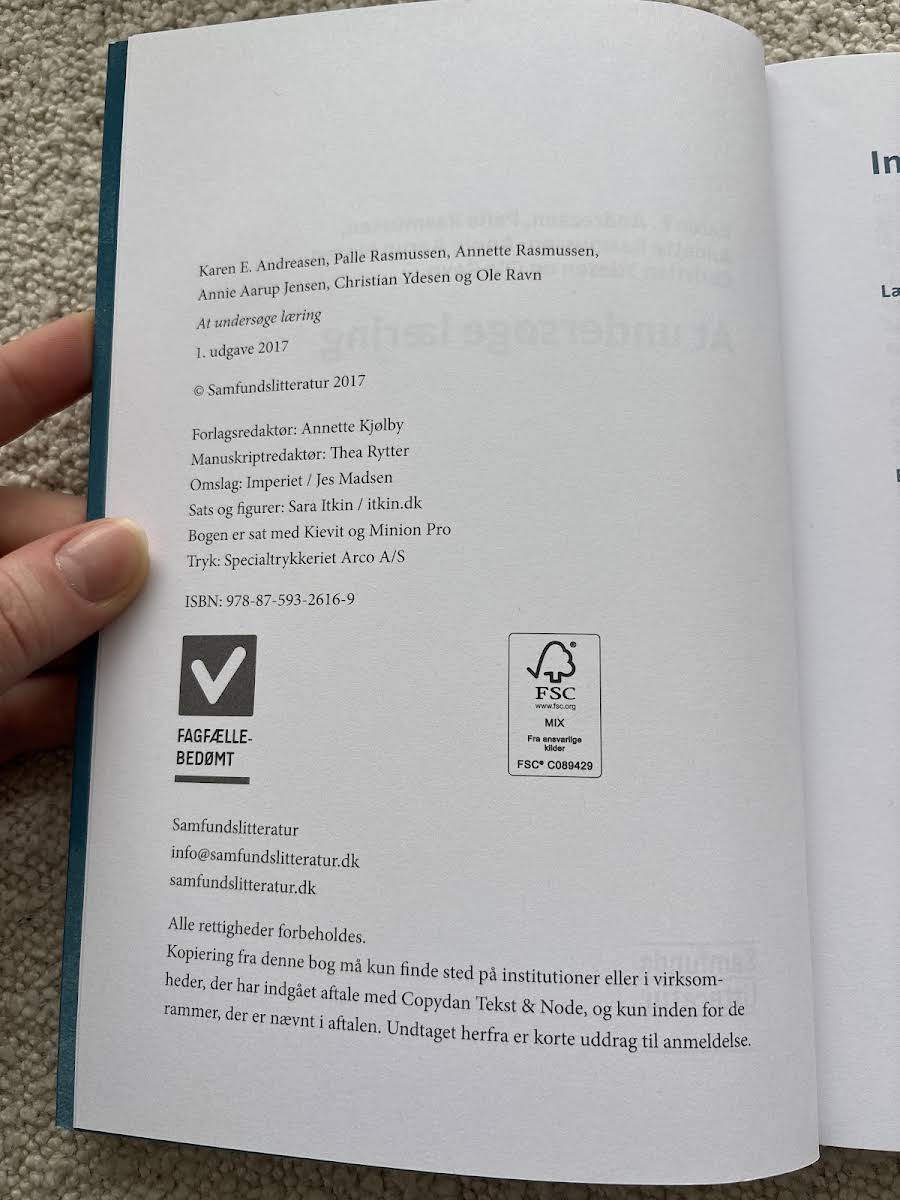 Karen E. Andreasen, Palle Rasmussen, Annette Rasmussen,
Annie Aarup Jensen, Christian Ydesen og Ole Ravn
At undersøge læring
1. udgave 2017
© Samfundslitteratur 2017
Forlagsredaktør: Annette Kjølby
Manuskriptredaktør: Thea Rytter
Omslag: Imperiet / Jes Madsen
Sats og figurer: Sara Itkin / itkin.dk
Bogen er sat med Kievit og Minion Pro
Tryk: Specialtrykkeriet Arco A/S
ISBN: 978-87-593-2616-9
FAGFÆLLE-
BEDØMT
FSC
www.fsc.org
MIX
Fra ansvarlige
kilder
FSC® C089429
Samfundslitteratur
info@samfundslitteratur.dk
samfundslitteratur.dk
Alle rettigheder forbeholdes.
Kopiering fra denne bog må kun finde sted på institutioner eller i virksom-
heder, der har indgået aftale med Copydan Tekst & Node, og kun inden for de
rammer, der er nævnt i aftalen. Undtaget herfra er korte uddrag til anmeldelse.
In
Læ